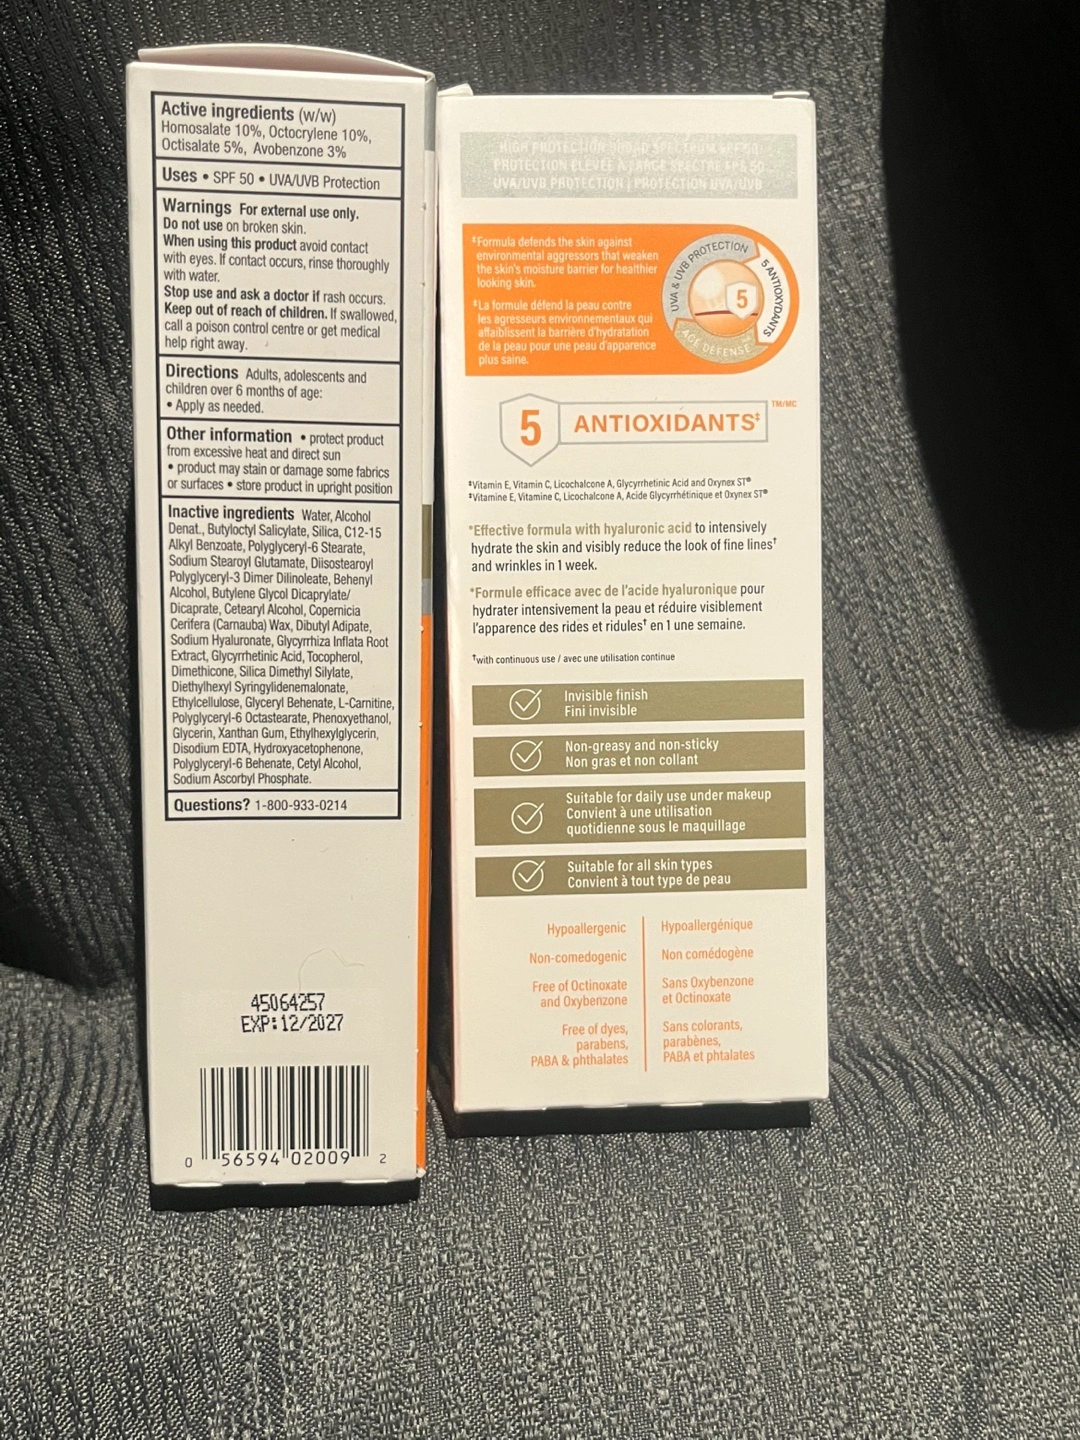 Active ingredients (w/w)
Homosalate 10%, Octocrylene 10%,
Octisalate 5%, Avobenzone 3%
Uses • SPF 50 • UVA/UVB Protection
Warnings For external use only.
Do not use on broken skin.
When using this product avoid contact
with eyes. If contact occurs, rinse thoroughly
with water.
Stop use and ask a doctor if rash occurs.
Keep out of reach of children. If swallowed,
call a poison control centre or get medical
help right away.
Directions Adults, adolescents and
children over 6 months of age:
• Apply as needed.
Other information • protect product
from excessive heat and direct sun
• product may stain or damage some fabrics
or surfaces • store product in upright position
Inactive ingredients Water, Alcohol
Denat., Butyloctyl Salicylate, Silica, C12-15
Alkyl Benzoate, Polyglyceryl-6 Stearate,
Sodium Stearoyl Glutamate, Diisostearoyl
Polyglyceryl-3 Dimer Dilinoleate, Behenyl
Alcohol, Butylene Glycol Dicaprylate/
Dicaprate, Cetearyl Alcohol, Copernicia
Cerifera (Carnauba) Wax, Dibutyl Adipate,
Sodium Hyaluronate, Glycyrrhiza Inflata Root
Extract, Glycyrrhetinic Acid, Tocopherol,
Dimethicone, Silica Dimethyl Silylate,
Diethylhexyl Syringylidenemalonate,
Ethylcellulose, Glyceryl Behenate, L-Carnitine,
Polyglyceryl-6 Octastearate, Phenoxyethanol,
Glycerin, Xanthan Gum, Ethylhexylglycerin,
Disodium EDTA, Hydroxyacetophenone,
Polyglyceryl-6 Behenate, Cetyl Alcohol,
Sodium Ascorbyl Phosphate.
Questions? 1-800-933-0214
45064257
EXP:12/2027
0 56594 02009 2
HIGH PROTECTION BROAD SPECTRUM SPF 50
PROTECTION ÉLEVÉE À LARGE SPECTRE FPS 50
UVA/UVB PROTECTION | PROTECTION UVA/UVB
‡Formula defends the skin against
environmental aggressors that weaken
the skin's moisture barrier for healthier
looking skin.
‡La formule défend la peau contre
les agresseurs environnementaux qui
affaiblissent la barrière d'hydratation
de la peau pour une peau d'apparence
plus saine.
UVA & UVB PROTECTION
5 ANTIOXYDANTS
AGE DEFENSE
5
5 ANTIOXIDANTS‡ TM/MC
‡Vitamin E, Vitamin C, Licochalcone A, Glycyrrhetinic Acid and Oxynex ST®
‡Vitamine E, Vitamine C, Licochalcone A, Acide Glycyrrhétinique et Oxynex ST®
*Effective formula with hyaluronic acid to intensively
hydrate the skin and visibly reduce the look of fine lines†
and wrinkles in 1 week.
*Formule efficace avec de l'acide hyaluronique pour
hydrater intensivement la peau et réduire visiblement
l'apparence des rides et ridules† en 1 une semaine.
†with continuous use / avec une utilisation continue
Invisible finish
Fini invisible
Non-greasy and non-sticky
Non gras et non collant
Suitable for daily use under makeup
Convient à une utilisation
quotidienne sous le maquillage
Suitable for all skin types
Convient à tout type de peau
Hypoallergenic
Non-comedogenic
Free of Octinoxate
and Oxybenzone
Free of dyes,
parabens,
PABA & phthalates
Hypoallergénique
Non comédogène
Sans Oxybenzone
et Octinoxate
Sans colorants,
parabènes,
PABA et phtalates